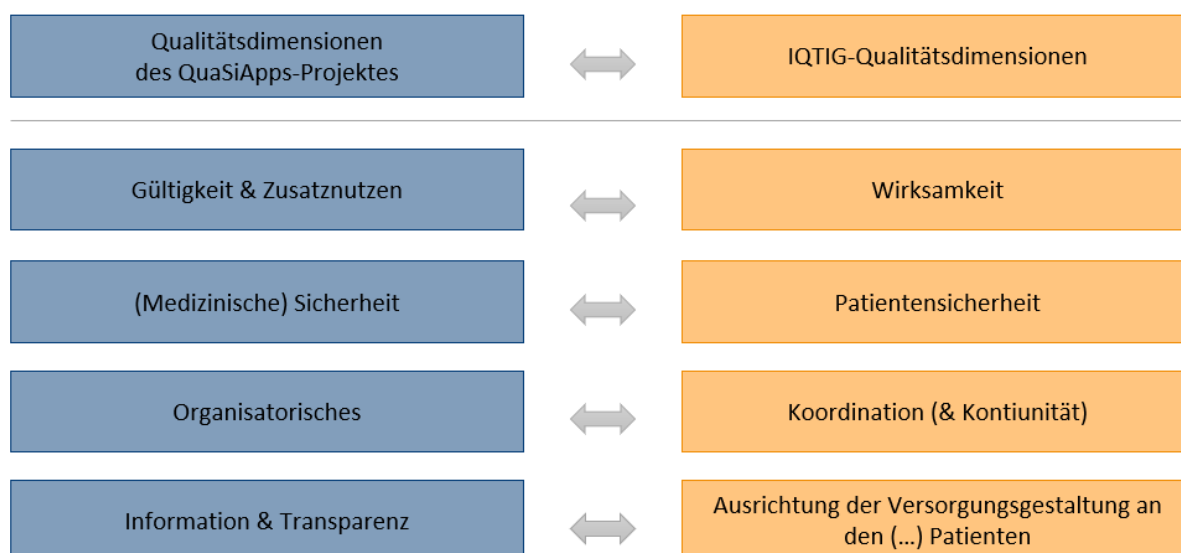 Qualitätsdimensionen
des QuaSiApps-Projektes
IQTIG-Qualitätsdimensionen
Gültigkeit & Zusatznutzen
Wirksamkeit
(Medizinische) Sicherheit
Patientensicherheit
Organisatorisches
Koordination (& Kontiunität)
Information & Transparenz
Ausrichtung der Versorgungsgestaltung an
den (...) Patienten